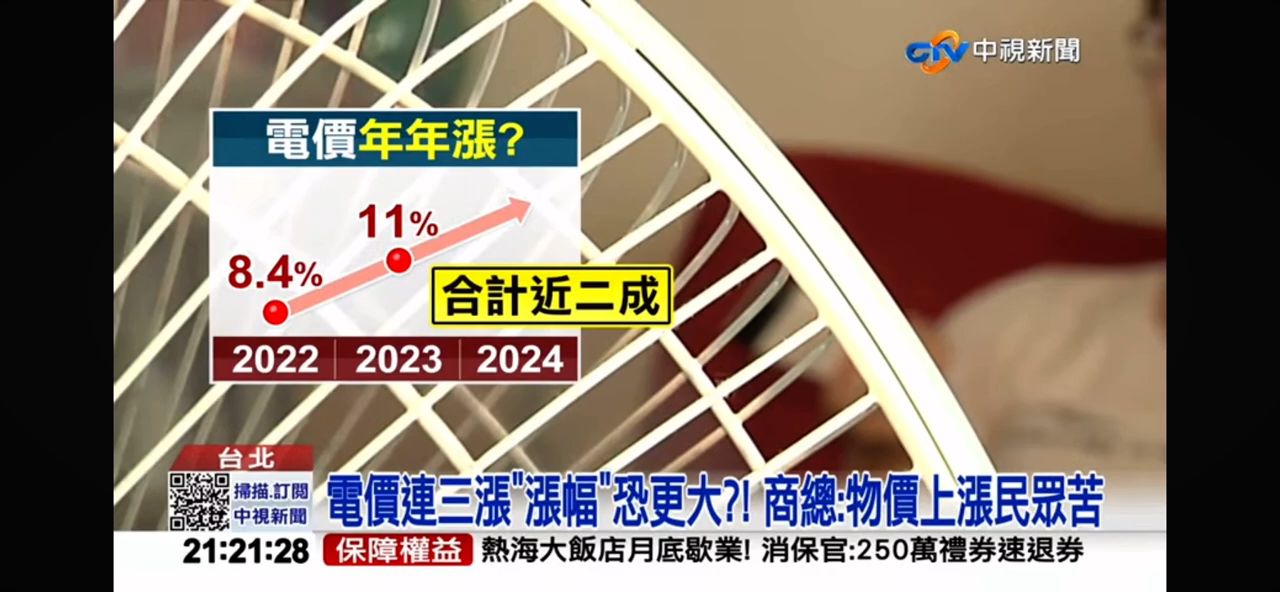 CTV 中視新聞
電價年年漲?
11%
8.4%
合計近二成
2022 2023 2024
台北
掃描.訂閱
中視新聞
電價連三漲"漲幅"恐更大?! 商總:物價上漲民眾苦
21:21:28 保障權益 熱海大飯店月底歇業! 消保官:250萬禮券速退券